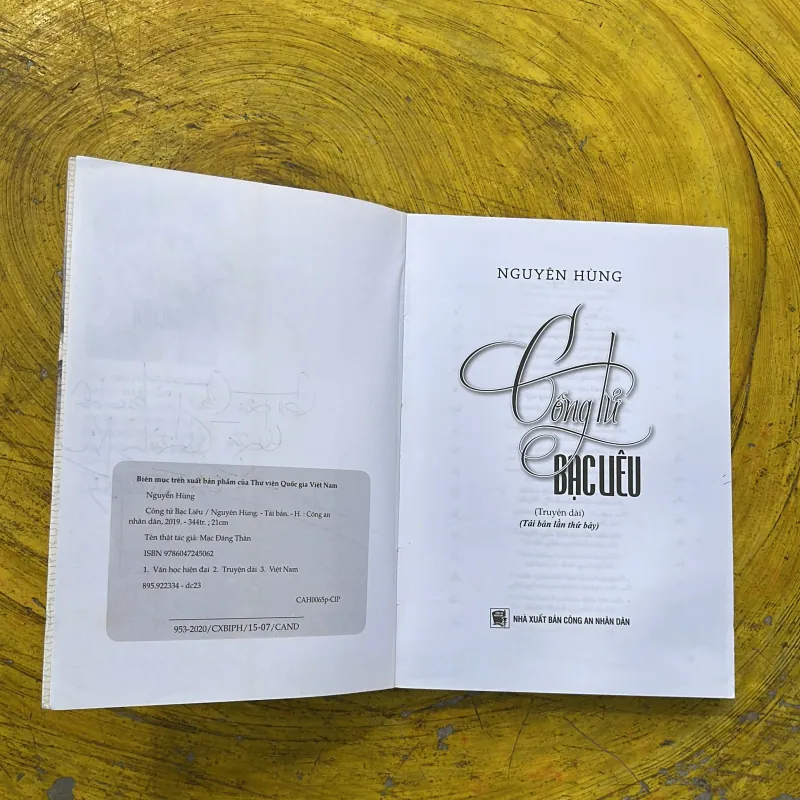 Biên mục trên xuất bản phẩm của Thư viện Quốc gia Việt Nam
Nguyễn Hùng
Công tử Bạc Liêu / Nguyên Hùng. - Tái bản. - H. : Công an
nhân dân, 2019. - 344tr. ; 21cm
Tên thật tác giả: Mạc Đăng Thân
ISBN 9786047245062
1. Văn học hiện đại 2. Truyện dài 3. Việt Nam
895.922334 - dc23
CAH0065p-CIP
953-2020/CXBIPH/15-07/CAND
NGUYÊN HÙNG
Công tử
BẠC LIÊU
(Truyện dài)
(Tái bản lần thứ bảy)
NHÀ XUẤT BẢN CÔNG AN NHÂN DÂN